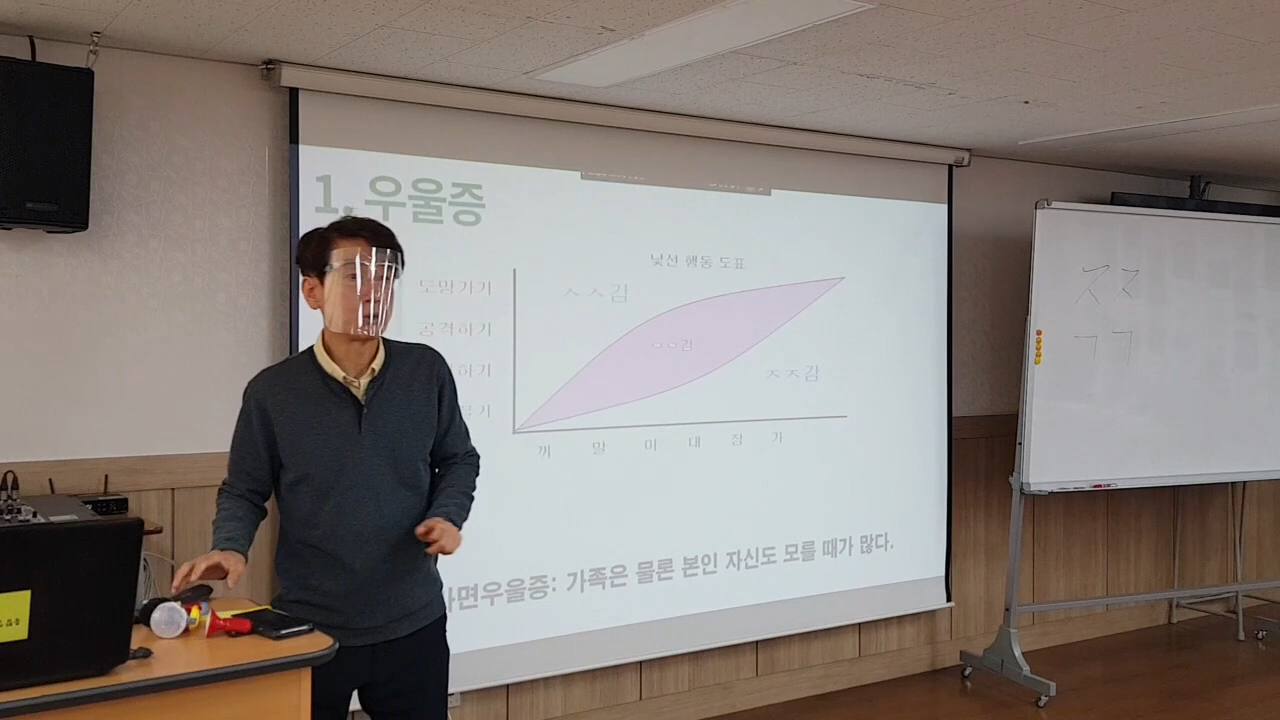 1. 우울증
낯선 행동 도표
도망가기
ㅅㅅ감
공격하기
ㅇㅇ감
하기
ㅈㅈ감
기
끼 말 미 대 잠 가
가면우울증: 가족은 물론 본인 자신도 모를 때가 많다.
ㅈㅈ
ㄱㄱ